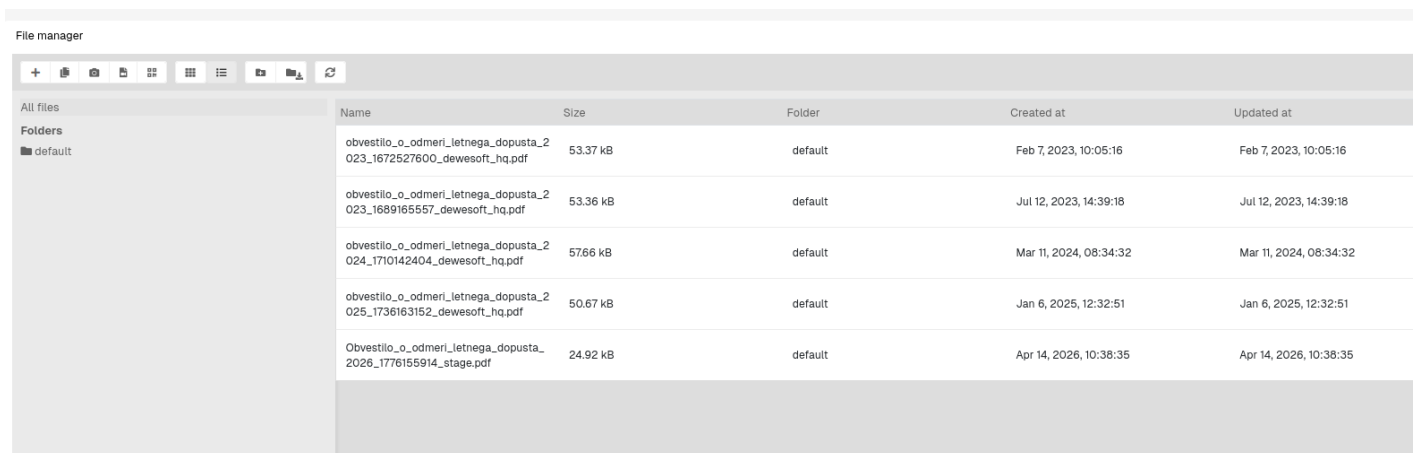 File manager
All files
Folders
default
Name Size Folder Created at Updated at
obvestilo_o_odmeri_letnega_dopusta_2
023_1672527600_dewesoft_hq.pdf
53.37 kB default Feb 7, 2023, 10:05:16 Feb 7, 2023, 10:05:16
obvestilo_o_odmeri_letnega_dopusta_2
023_1689165557_dewesoft_hq.pdf
53.36 kB default Jul 12, 2023, 14:39:18 Jul 12, 2023, 14:39:18
obvestilo_o_odmeri_letnega_dopusta_2
024_1710142404_dewesoft_hq.pdf
57.66 kB default Mar 11, 2024, 08:34:32 Mar 11, 2024, 08:34:32
obvestilo_o_odmeri_letnega_dopusta_2
025_1736163152_dewesoft_hq.pdf
50.67 kB default Jan 6, 2025, 12:32:51 Jan 6, 2025, 12:32:51
Obvestilo_o_odmeri_letnega_dopusta_
2026_1776155914_stage.pdf
24.92 kB default Apr 14, 2026, 10:38:35 Apr 14, 2026, 10:38:35